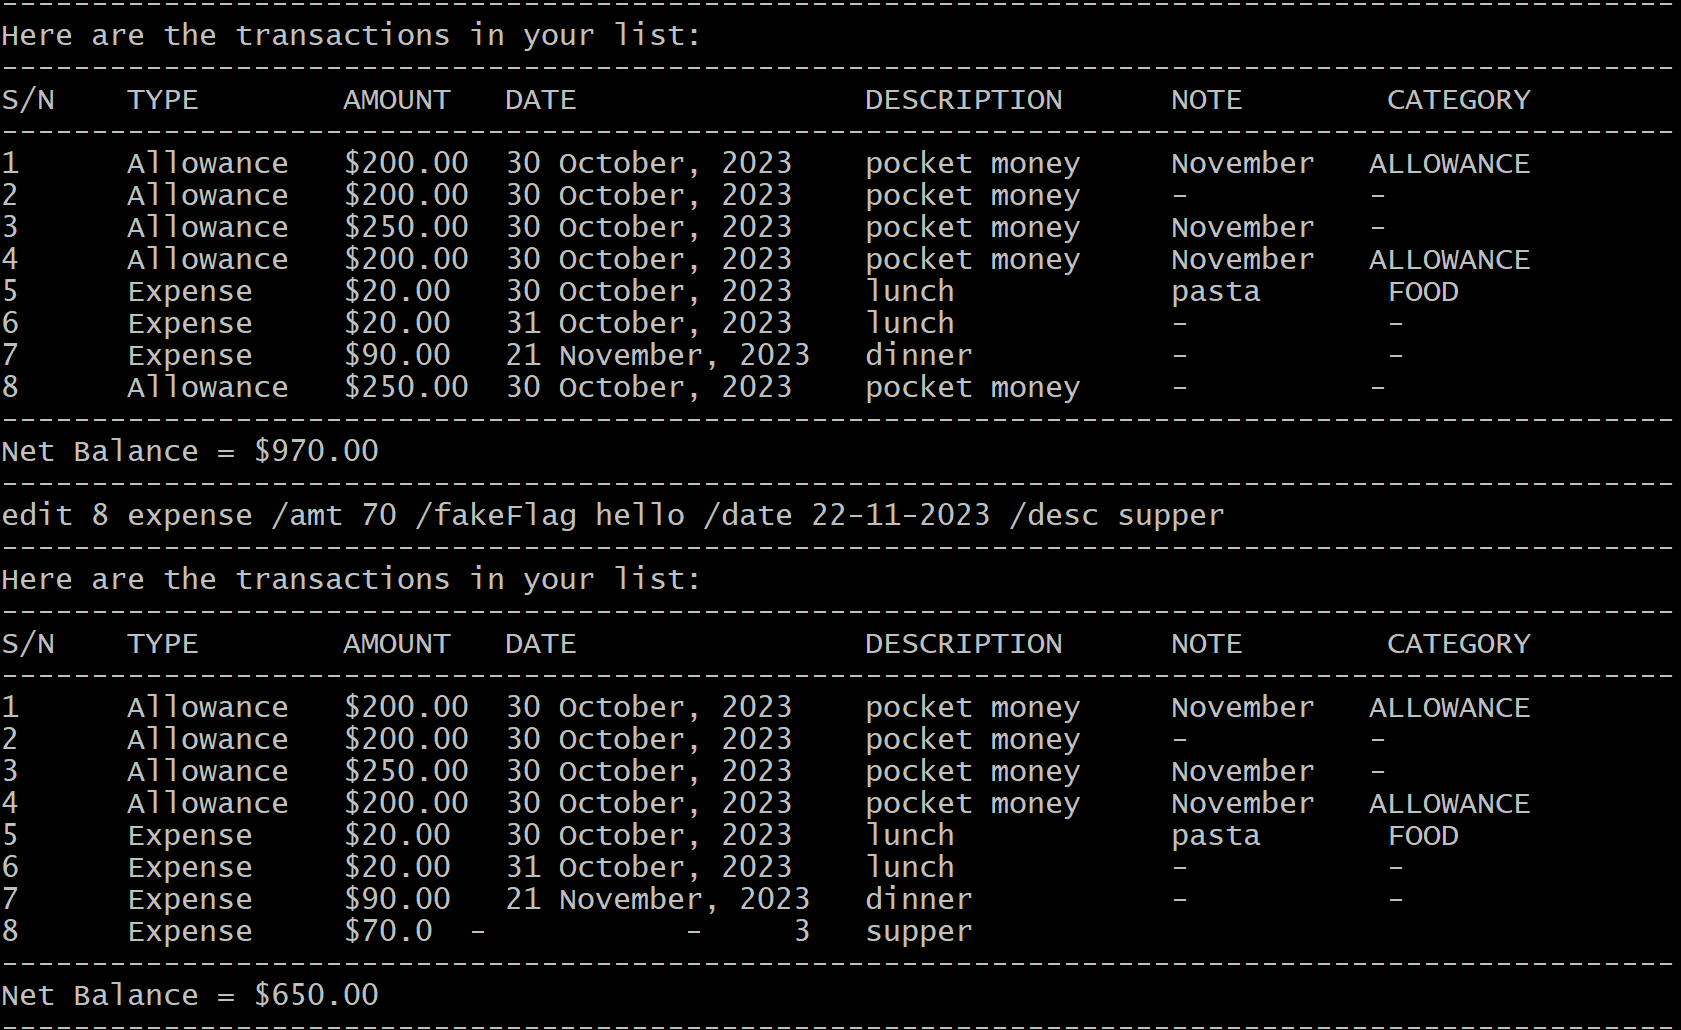 --------------------------------------------------------------------------------------------
Here are the transactions in your list:
--------------------------------------------------------------------------------------------
S/N    TYPE        AMOUNT   DATE                DESCRIPTION      NOTE        CATEGORY
--------------------------------------------------------------------------------------------
1      Allowance   $200.00  30 October, 2023    pocket money     November   ALLOWANCE
2      Allowance   $200.00  30 October, 2023    pocket money     -          -
3      Allowance   $250.00  30 October, 2023    pocket money     November   -
4      Allowance   $200.00  30 October, 2023    pocket money     November   ALLOWANCE
5      Expense     $20.00   30 October, 2023    lunch            pasta       FOOD
6      Expense     $20.00   31 October, 2023    lunch            -           -
7      Expense     $90.00   21 November, 2023   dinner           -           -
8      Allowance   $250.00  30 October, 2023    pocket money     -          -
--------------------------------------------------------------------------------------------
Net Balance = $970.00
--------------------------------------------------------------------------------------------
edit 8 expense /amt 70 /fakeFlag hello /date 22-11-2023 /desc supper
--------------------------------------------------------------------------------------------
Here are the transactions in your list:
--------------------------------------------------------------------------------------------
S/N    TYPE        AMOUNT   DATE                DESCRIPTION      NOTE        CATEGORY
--------------------------------------------------------------------------------------------
1      Allowance   $200.00  30 October, 2023    pocket money     November   ALLOWANCE
2      Allowance   $200.00  30 October, 2023    pocket money     -          -
3      Allowance   $250.00  30 October, 2023    pocket money     November   -
4      Allowance   $200.00  30 October, 2023    pocket money     November   ALLOWANCE
5      Expense     $20.00   30 October, 2023    lunch            pasta       FOOD
6      Expense     $20.00   31 October, 2023    lunch            -           -
7      Expense     $90.00   21 November, 2023   dinner           -           -
8      Expense     $70.0  -           -     3   supper
--------------------------------------------------------------------------------------------
Net Balance = $650.00
--------------------------------------------------------------------------------------------